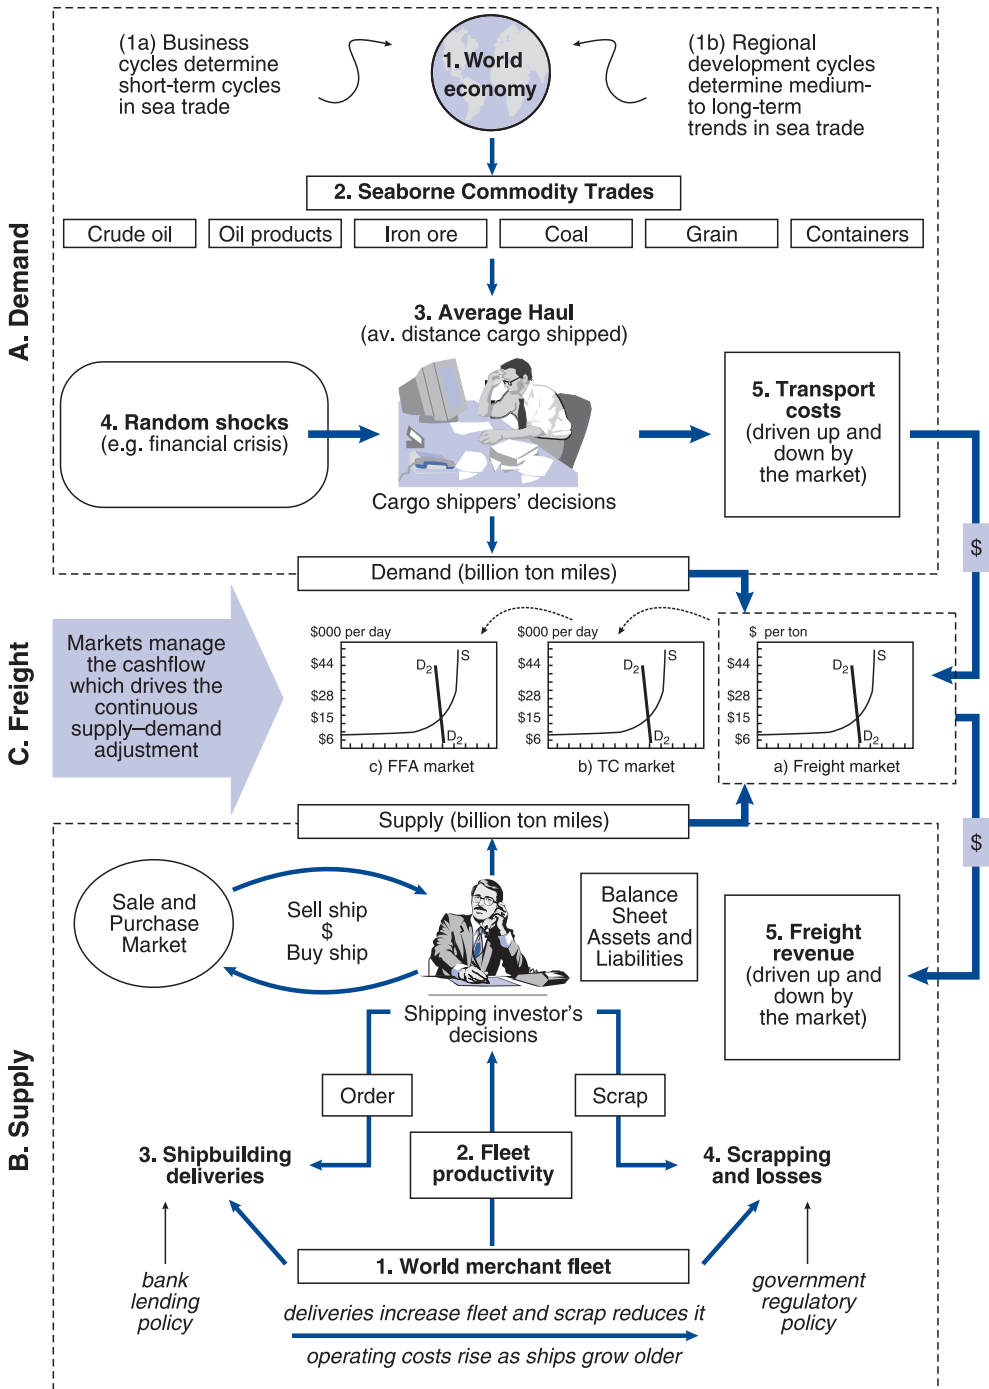 (1a) Business
cycles determine
short-term cycles
in sea trade
1. World
economy
(1b) Regional
development cycles
determine medium-
to long-term
trends in sea trade
A. Demand
2. Seaborne Commodity Trades
Crude oil
Oil products
Iron ore
Coal
Grain
Containers
3. Average Haul
(av. distance cargo shipped)
4. Random shocks
(e.g. financial crisis)
Cargo shippers’ decisions
5. Transport
costs
(driven up and
down by
the market)
$
Demand (billion ton miles)
C. Freight
Markets manage
the cashflow
which drives the
continuous
supply–demand
adjustment
$000 per day
$44
$28
$15
$6
D2
S
D2
c) FFA market
$000 per day
$44
$28
$15
$6
D2
S
D2
b) TC market
$ per ton
$44
$28
$15
$6
D2
S
D2
a) Freight market
$
Supply (billion ton miles)
B. Supply
Sale and
Purchase
Market
Sell ship
$
Buy ship
Balance
Sheet
Assets and
Liabilities
5. Freight
revenue
(driven up and
down by
the market)
Shipping investor’s
decisions
Order
Scrap
3. Shipbuilding
deliveries
2. Fleet
productivity
4. Scrapping
and losses
1. World merchant fleet
bank
lending
policy
deliveries increase fleet and scrap reduces it
operating costs rise as ships grow older
government
regulatory
policy